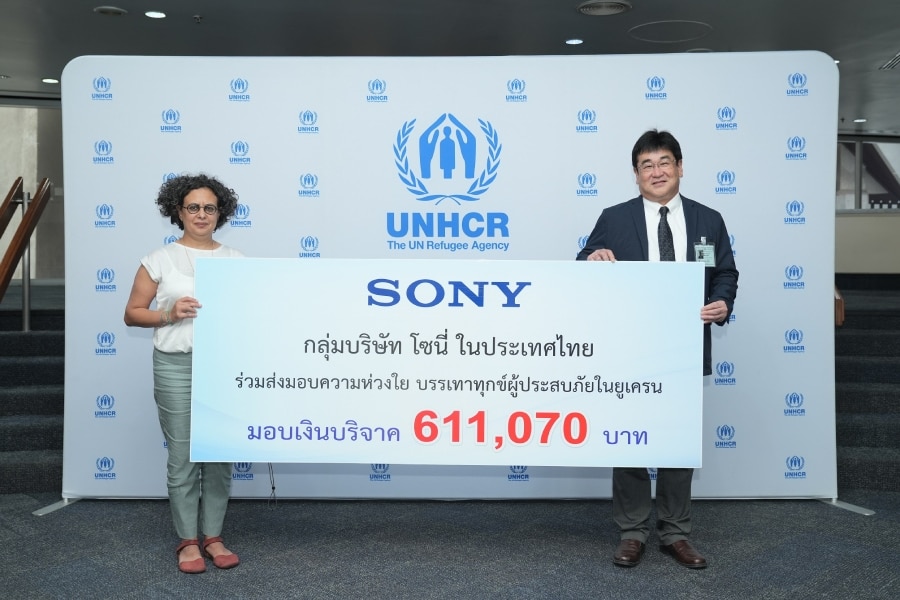 UNHCR
The UN Refugee Agency
SONY
กลุ่มบริษัท โซนี่ ในประเทศไทย
ร่วมส่งมอบความห่วงใย บรรเทาทุกข์ผู้ประสบภัยในยูเครน
มอบเงินบริจาค 611,070 บาท